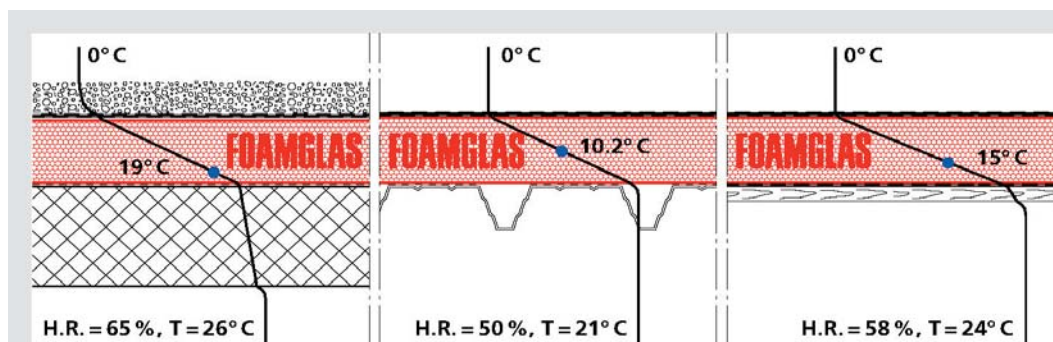 0° C
19° C
FOAMGLAS
H.R. = 65 %, T = 26° C
0° C
FOAMGLAS
10.2° C
H.R. = 50 %, T = 21° C
0° C
FOAMGLAS
15° C
H.R. = 58 %, T = 24° C